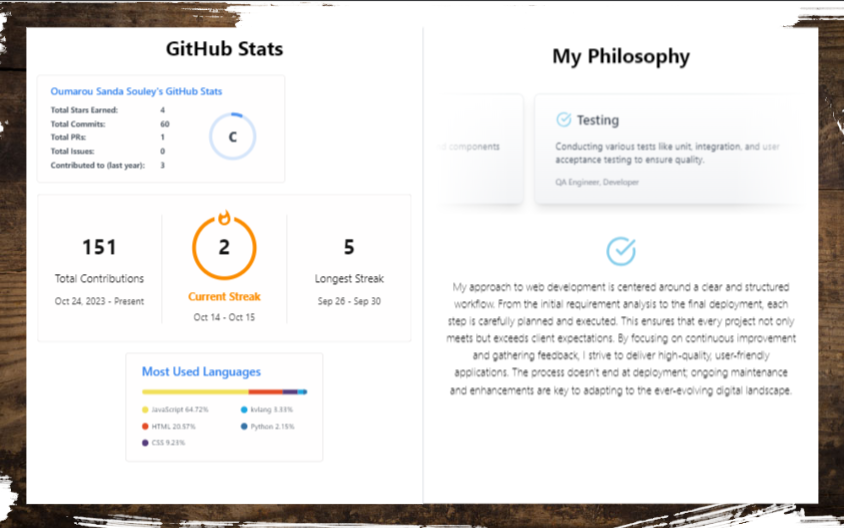 GitHub Stats
Oumarou Sanda Souley's GitHub Stats
Total Stars Earned: 4
Total Commits: 60
Total PRs: 1
Total Issues: 0
Contributed to (last year): 3
C
151
Total Contributions
Oct 24, 2023 - Present
2
Current Streak
Oct 14 - Oct 15
5
Longest Streak
Sep 26 - Sep 30
Most Used Languages
JavaScript 64.72%
HTML 20.57%
CSS 9.23%
Python 2.15%
My Philosophy
components
Testing
Conducting various tests like unit, integration, and user
acceptance testing to ensure quality.
QA Engineer, Developer
My approach to web development is centered around a clear and structured
workflow. From the initial requirement analysis to the final deployment, each
step is carefully planned and executed. This ensures that every project not only
meets but exceeds client expectations. By focusing on continuous improvement
and gathering feedback, I strive to deliver high-quality, user-friendly
applications. The process doesn't end at deployment; ongoing maintenance
and enhancements are key to adapting to the ever-evolving digital landscape.